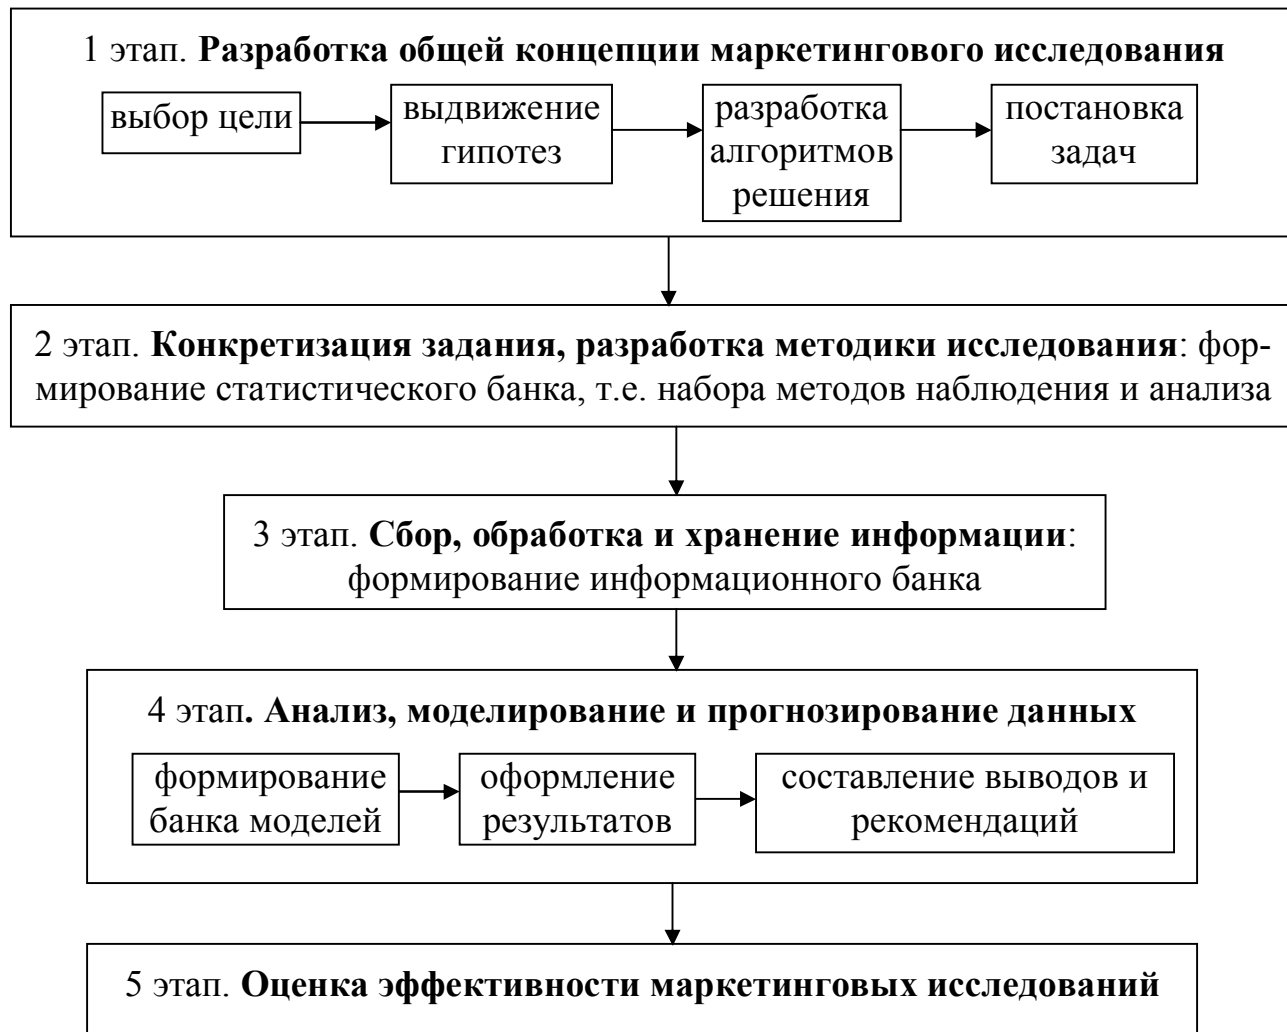 1 этап. Разработка общей концепции маркетингового исследования
выбор цели
выдвижение
гипотез
разработка
алгоритмов
решения
постановка
задач
2 этап. Конкретизация задания, разработка методики исследования: фор-
мирование статистического банка, т.е. набора методов наблюдения и анализа
3 этап. Сбор, обработка и хранение информации:
формирование информационного банка
4 этап. Анализ, моделирование и прогнозирование данных
формирование
банка моделей
оформление
результатов
составление выводов и
рекомендаций
5 этап. Оценка эффективности маркетинговых исследований